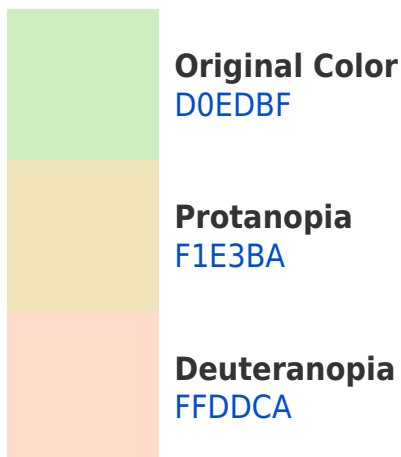 Original Color
D0EDBF
Protanopia
F1E3BA
Deuteranopia
FFDDCA